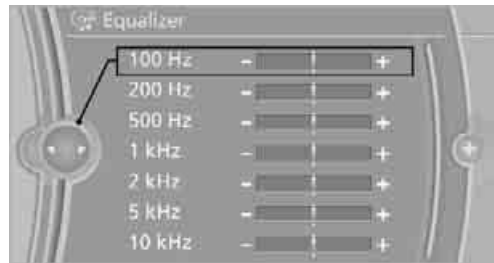 Equalizer
100 Hz - +
200 Hz - +
500 Hz - +
1 kHz - +
2 kHz - +
5 kHz - +
10 kHz - +